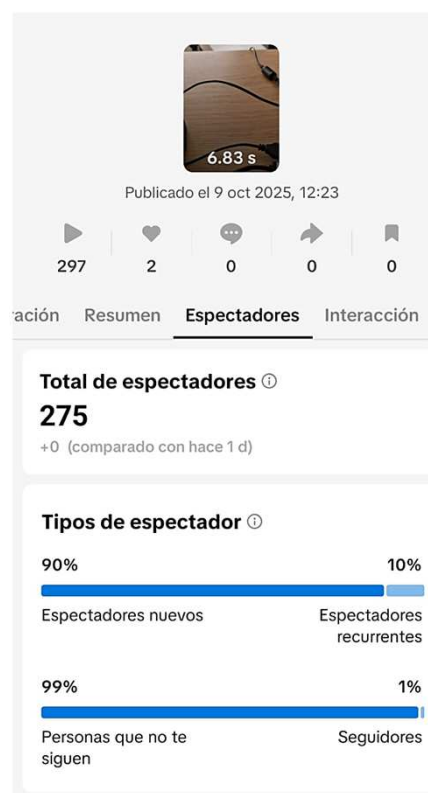 6.83 s
Publicado el 9 oct 2025, 12:23
297 2 0 0 0
ración Resumen Espectadores Interacción
Total de espectadores
275
+0 (comparado con hace 1 d)
Tipos de espectador
90% 10%
Espectadores nuevos Espectadores
recurrentes
99% 1%
Personas que no te Seguidores
siguen